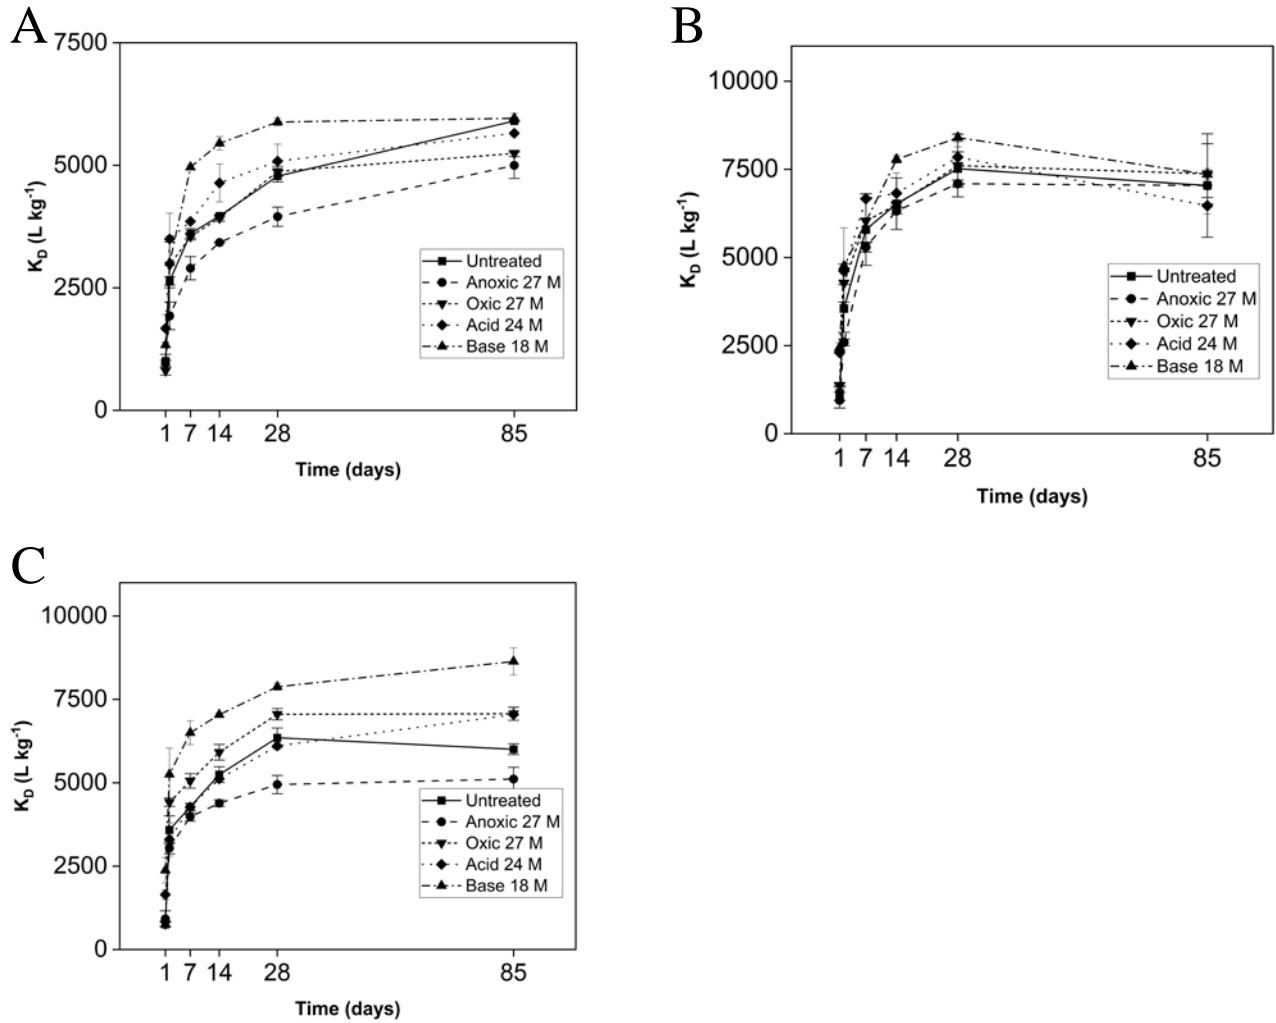 A
7500
5000
2500
0
K_D (L kg⁻¹)
Untreated
Anoxic 27 M
Oxic 27 M
Acid 24 M
Base 18 M
1 7 14 28 85
Time (days)
B
10000
7500
5000
2500
0
K_D (L kg⁻¹)
Untreated
Anoxic 27 M
Oxic 27 M
Acid 24 M
Base 18 M
1 7 14 28 85
Time (days)
C
10000
7500
5000
2500
0
K_D (L kg⁻¹)
Untreated
Anoxic 27 M
Oxic 27 M
Acid 24 M
Base 18 M
1 7 14 28 85
Time (days)